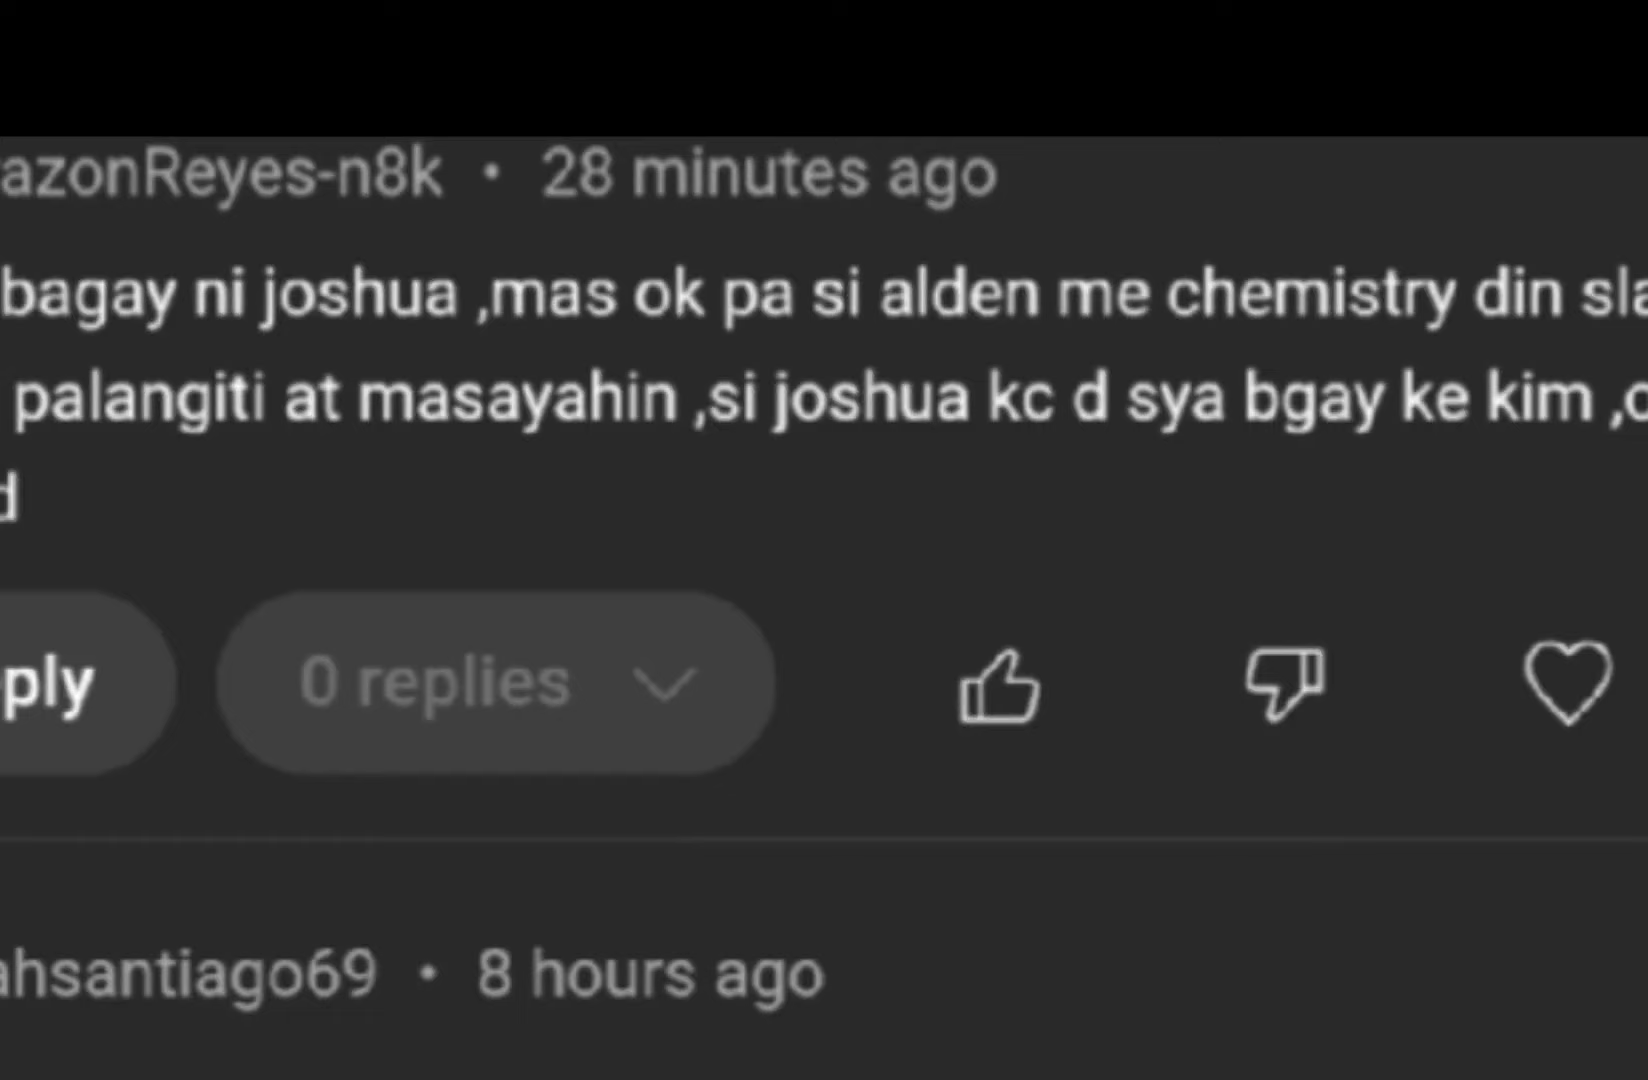 azonReyes-n8k • 28 minutes ago
bagay ni joshua ,mas ok pa si alden me chemistry din sla
palangiti at masayahin ,si joshua kc d sya bgay ke kim ,
d
ply
0 replies
ahsantiago69 • 8 hours ago